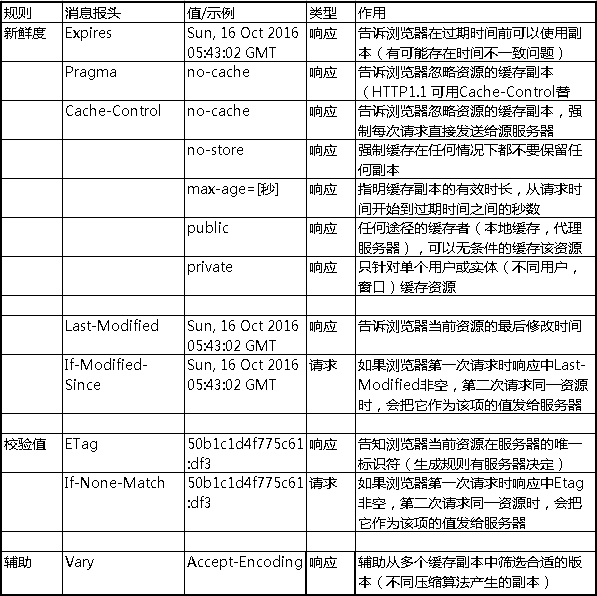 规则 消息报头 值/示例 类型 作用
新鲜度 Expires Sun, 16 Oct 2016 响应 告诉浏览器在过期时间前可以使用副
05:43:02 GMT 本（有可能存在时间不一致问题）
Pragma no-cache 响应 告诉浏览器忽略资源的缓存副本
（HTTP1.1 可用Cache-Control替
Cache-Control no-cache 响应 告诉浏览器忽略资源的缓存副本，强
制每次请求直接发送给源服务器
no-store 响应 强制缓存在任何情况下都不要保留任
何副本
max-age=[秒] 响应 指明缓存副本的有效时长，从请求时
间开始到过期时间之间的秒数
public 响应 任何途径的缓存者（本地缓存，代理
服务器），可以无条件的缓存该资源
private 响应 只针对单个用户或实体（不同用户，
窗口）缓存资源
Last-Modified Sun, 16 Oct 2016 响应 告诉浏览器当前资源的最后修改时间
05:43:02 GMT
If-Modified- Sun, 16 Oct 2016 请求 如果浏览器第一次请求时响应中Last-
Since 05:43:02 GMT Modified非空，第二次请求同一资源
时，会把它作为该项的值发给服务器
校验值 ETag 50b1c1d4f775c61 响应 告知浏览器当前资源在服务器的唯一
:df3 标识符（生成规则有服务器决定）
If-None-Match 50b1c1d4f775c61 请求 如果浏览器第一次请求时响应中Etag
:df3 非空，第二次请求同一资源时，会把
它作为该项的值发给服务器
辅助 Vary Accept-Encoding 响应 辅助从多个缓存副本中筛选合适的版
本（不同压缩算法产生的副本）